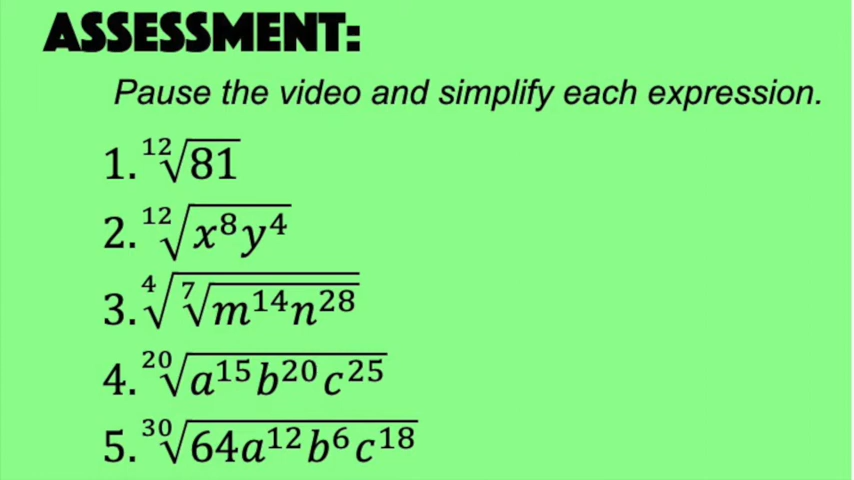 ASSESSMENT:
Pause the video and simplify each expression.
1. ¹²√81
2. ¹²√x⁸y⁴
3. ⁴√⁷√m¹⁴n²⁸
4. ²⁰√a¹⁵b²⁰c²⁵
5. ³⁰√64a¹²b⁶c¹⁸